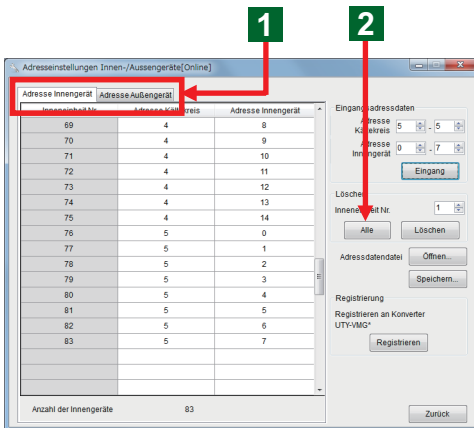 1 2
Adresseinstellungen Innen-/Aussengeräte[Online]
Adresse Innengerät Adresse Außengerät
Inneneinheit Nr. Adresse Kältekreis Adresse Innengerät
69 4 8
70 4 9
71 4 10
72 4 11
73 4 12
74 4 13
75 4 14
76 5 0
77 5 1
78 5 2
79 5 3
80 5 4
81 5 5
82 5 6
83 5 7
Anzahl der Innengeräte 83
Eingangsadressdaten
Adresse
Kältekreis 5 - 5
Adresse
Innengerät 0 - 7
Eingang
Löschen
Inneneinheit Nr. 1
Alle Löschen
Adressdatendatei Öffnen...
Speichern...
Registrierung
Registrieren an Konverter
UTY-VMG*
Registrieren
Zurück